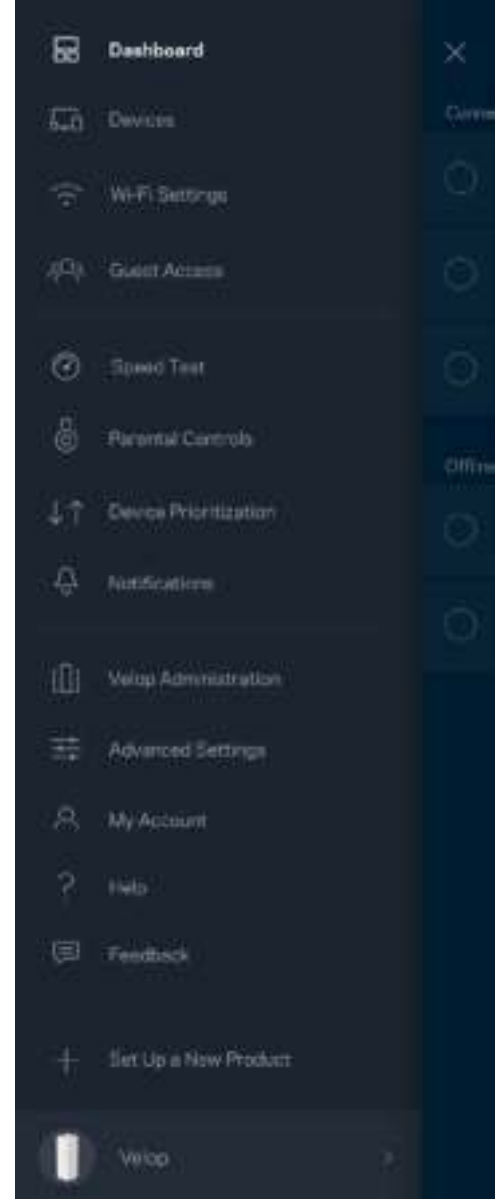 Dashboard
Devices
Wi-Fi Settings
Guest Access
Speed Test
Parental Controls
Device Prioritization
Notifications
Velop Administration
Advanced Settings
My Account
Help
Feedback
Set Up a New Product
Velop
Offline